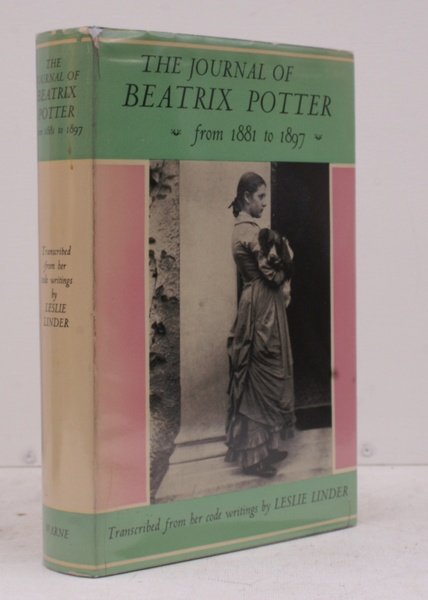 THE
JOURNAL OF
BEATRIX
POTTER
from 1881 to 1897
Transcribed
from her
code writings
by
LESLIE
LINDER
WARNE
THE JOURNAL OF
BEATRIX POTTER
from 1881 to 1897
Transcribed from her code writings by LESLIE LINDER